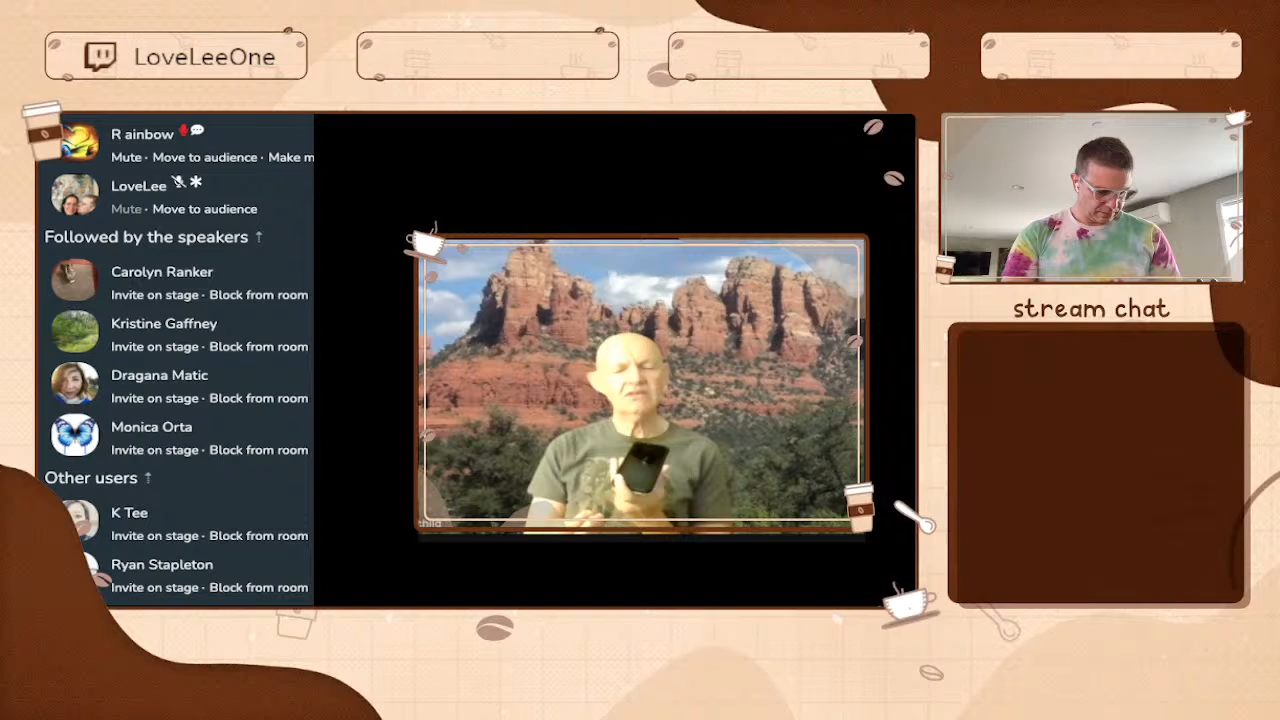 LoveLeeOne
R ainbow
Mute · Move to audience · Make m
LoveLee
Mute · Move to audience
Followed by the speakers ↑
Carolyn Ranker
Invite on stage · Block from room
Kristine Gaffney
Invite on stage · Block from room
Dragana Matic
Invite on stage · Block from room
Monica Orta
Invite on stage · Block from room
Other users ↑
K Tee
Invite on stage · Block from room
Ryan Stapleton
Invite on stage · Block from room
child
stream chat